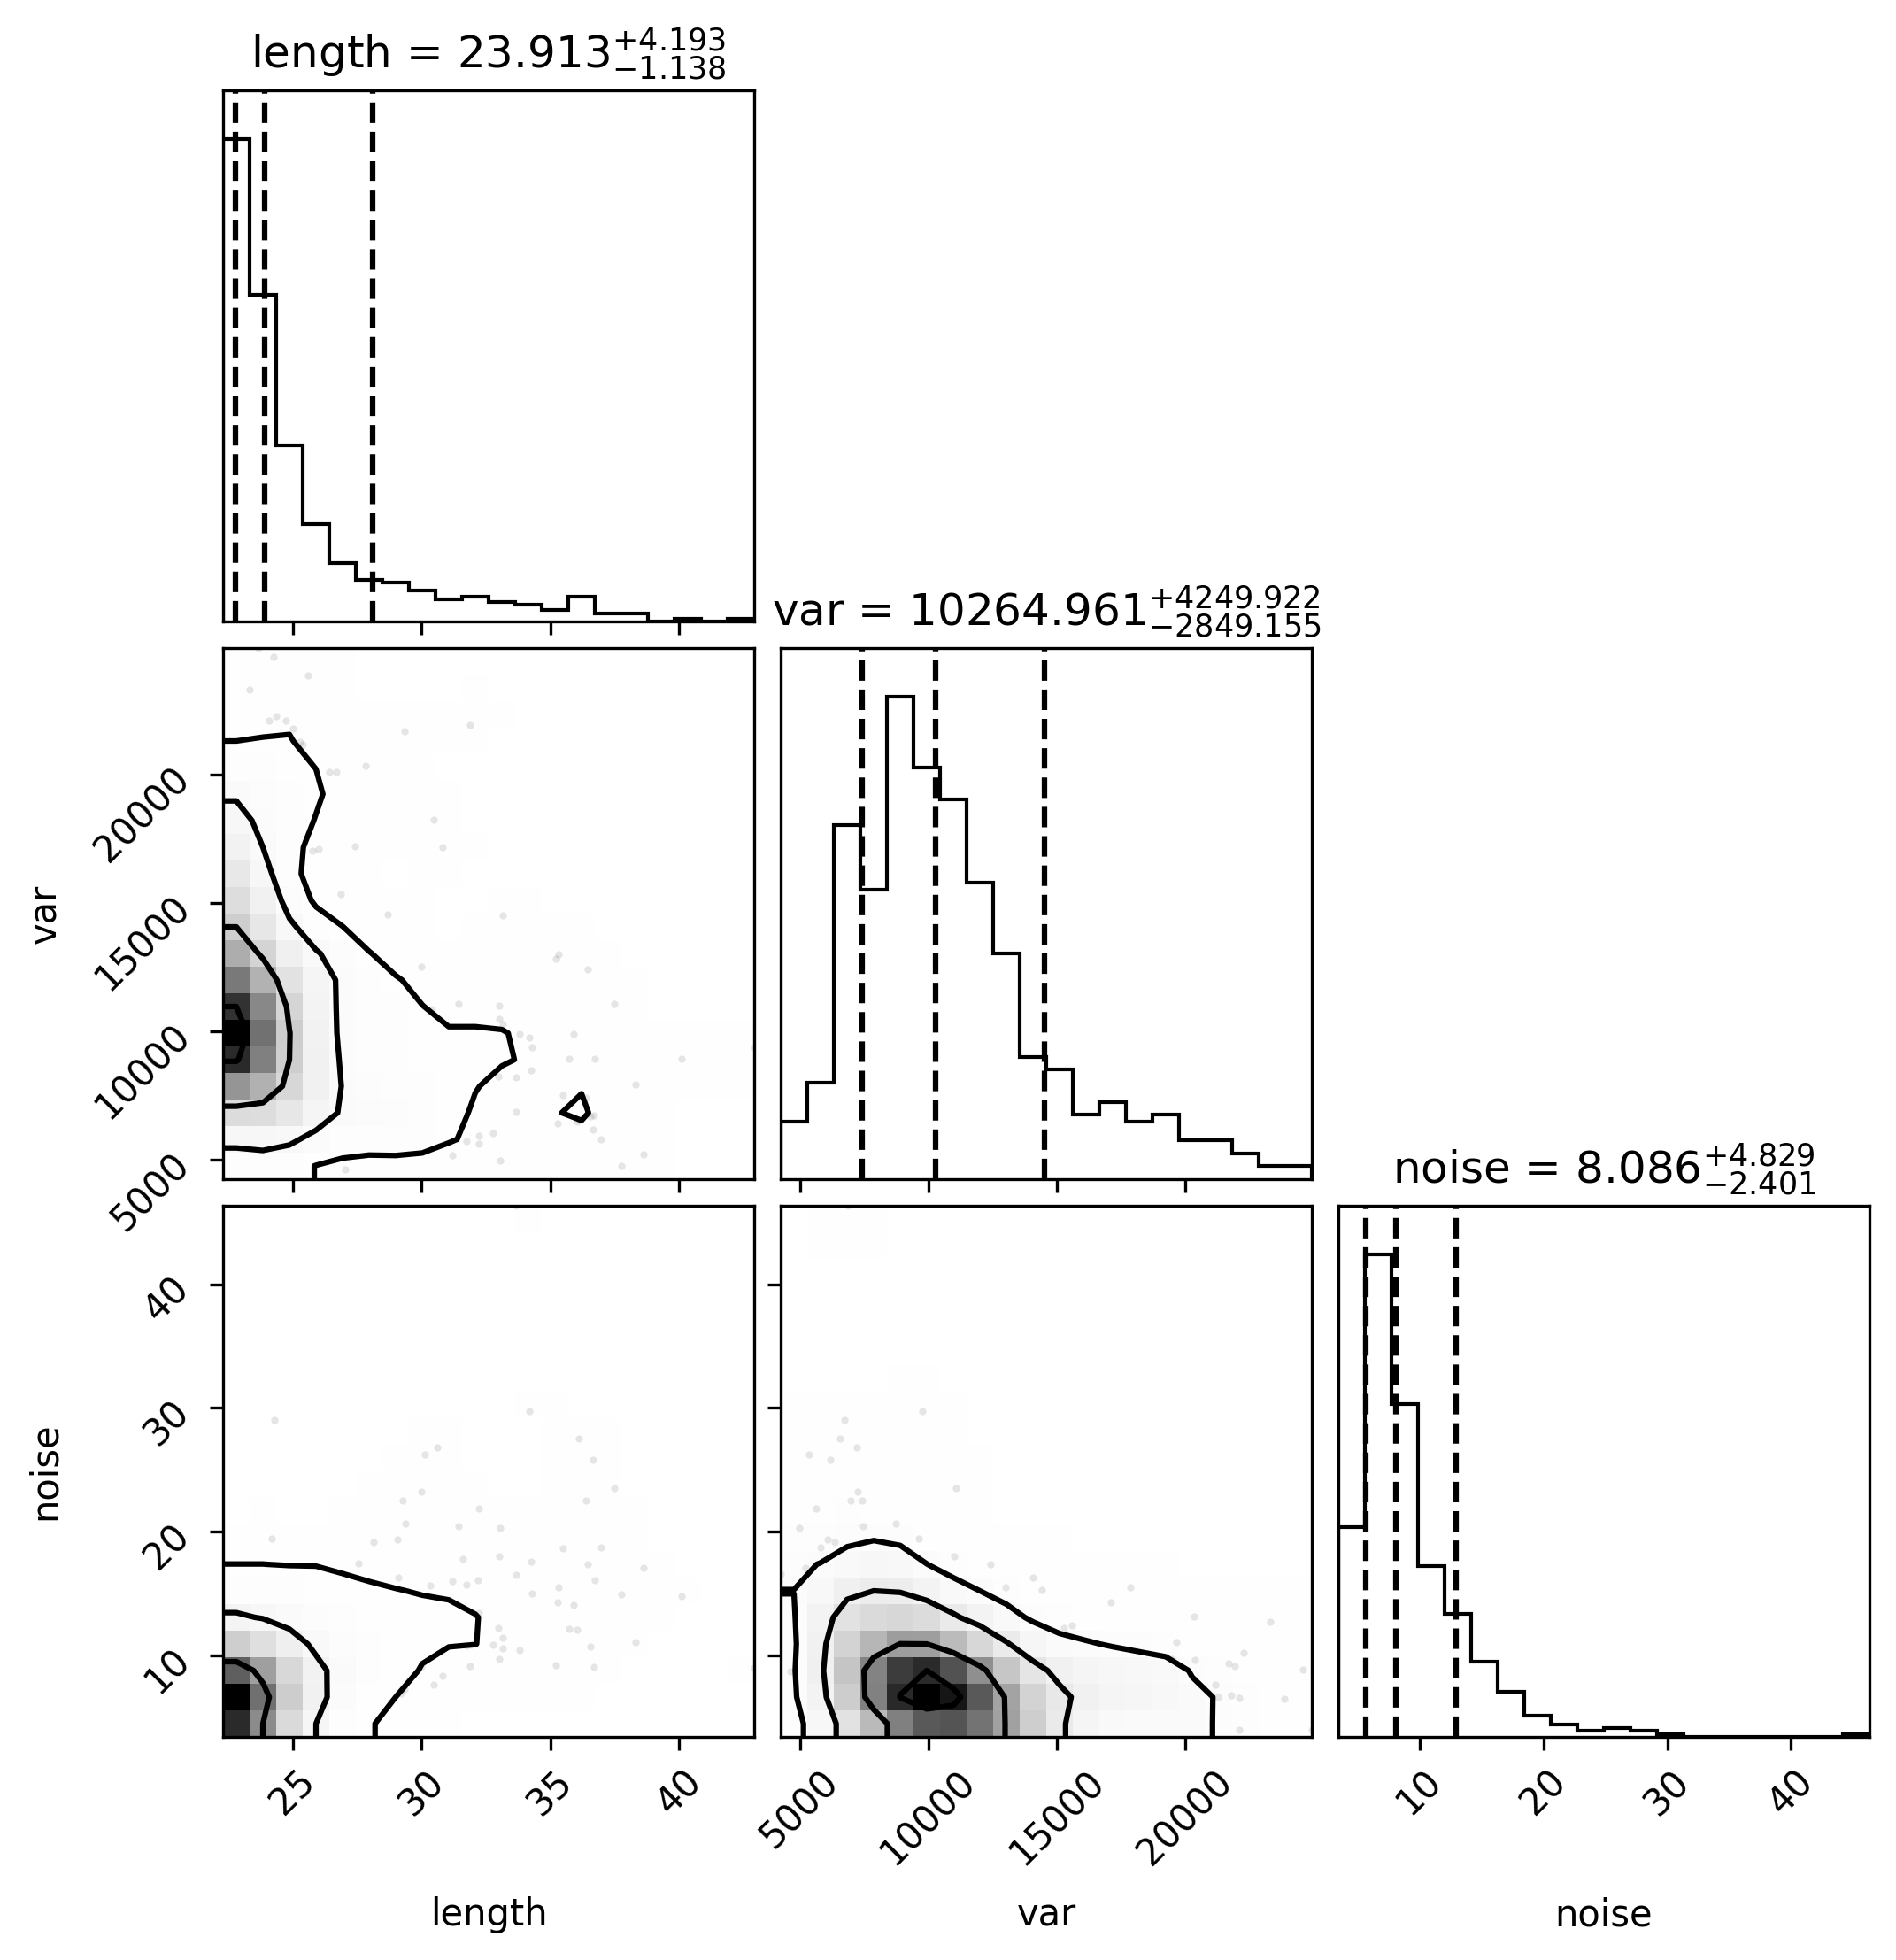 length = 23.913 +4.193 −1.138
var = 10264.961 +4249.922 −2849.155
20000
15000
10000
5000
var
noise = 8.086 +4.829 −2.401
40
30
20
10
noise
25 30 35 40
5000 10000 15000 20000
10 20 30 40
length
var
noise